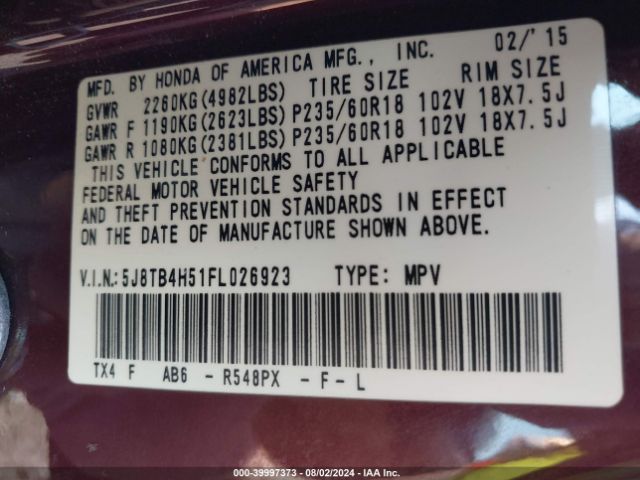 MFD. BY HONDA OF AMERICA MFG., INC. 02/'15
GVWR 2260KG(4982LBS) TIRE SIZE RIM SIZE
GAWR F 1190KG(2623LBS) P235/60R18 102V 18X7.5J
GAWR R 1080KG(2381LBS) P235/60R18 102V 18X7.5J
THIS VEHICLE CONFORMS TO ALL APPLICABLE
FEDERAL MOTOR VEHICLE SAFETY
AND THEFT PREVENTION STANDARDS IN EFFECT
ON THE DATE OF MANUFACTURE SHOWN ABOVE.
V.I.N.: 5J8TB4H51FL026923 TYPE: MPV
TX4 F AB6 - R548PX - F - L
000-39997373 - 08/02/2024 - IAA Inc.